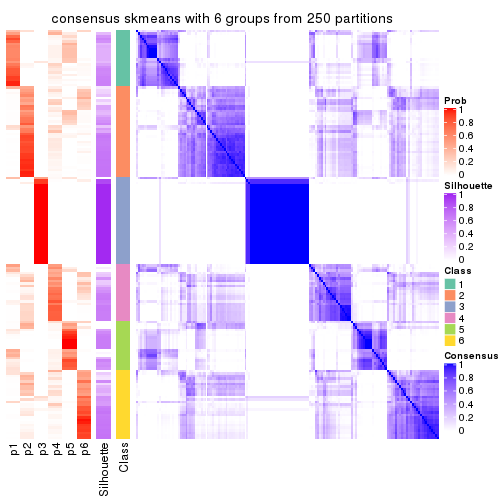 consensus skmeans with 6 groups from 250 partitions
Prob
1
0.8
0.6
0.4
0.2
0
Silhouette
1
0.8
0.6
0.4
0.2
0
Class
1
2
3
4
5
6
Consensus
1
0.8
0.6
0.4
0.2
0
p1
p2
p3
p4
p5
p6
Silhouette
Class